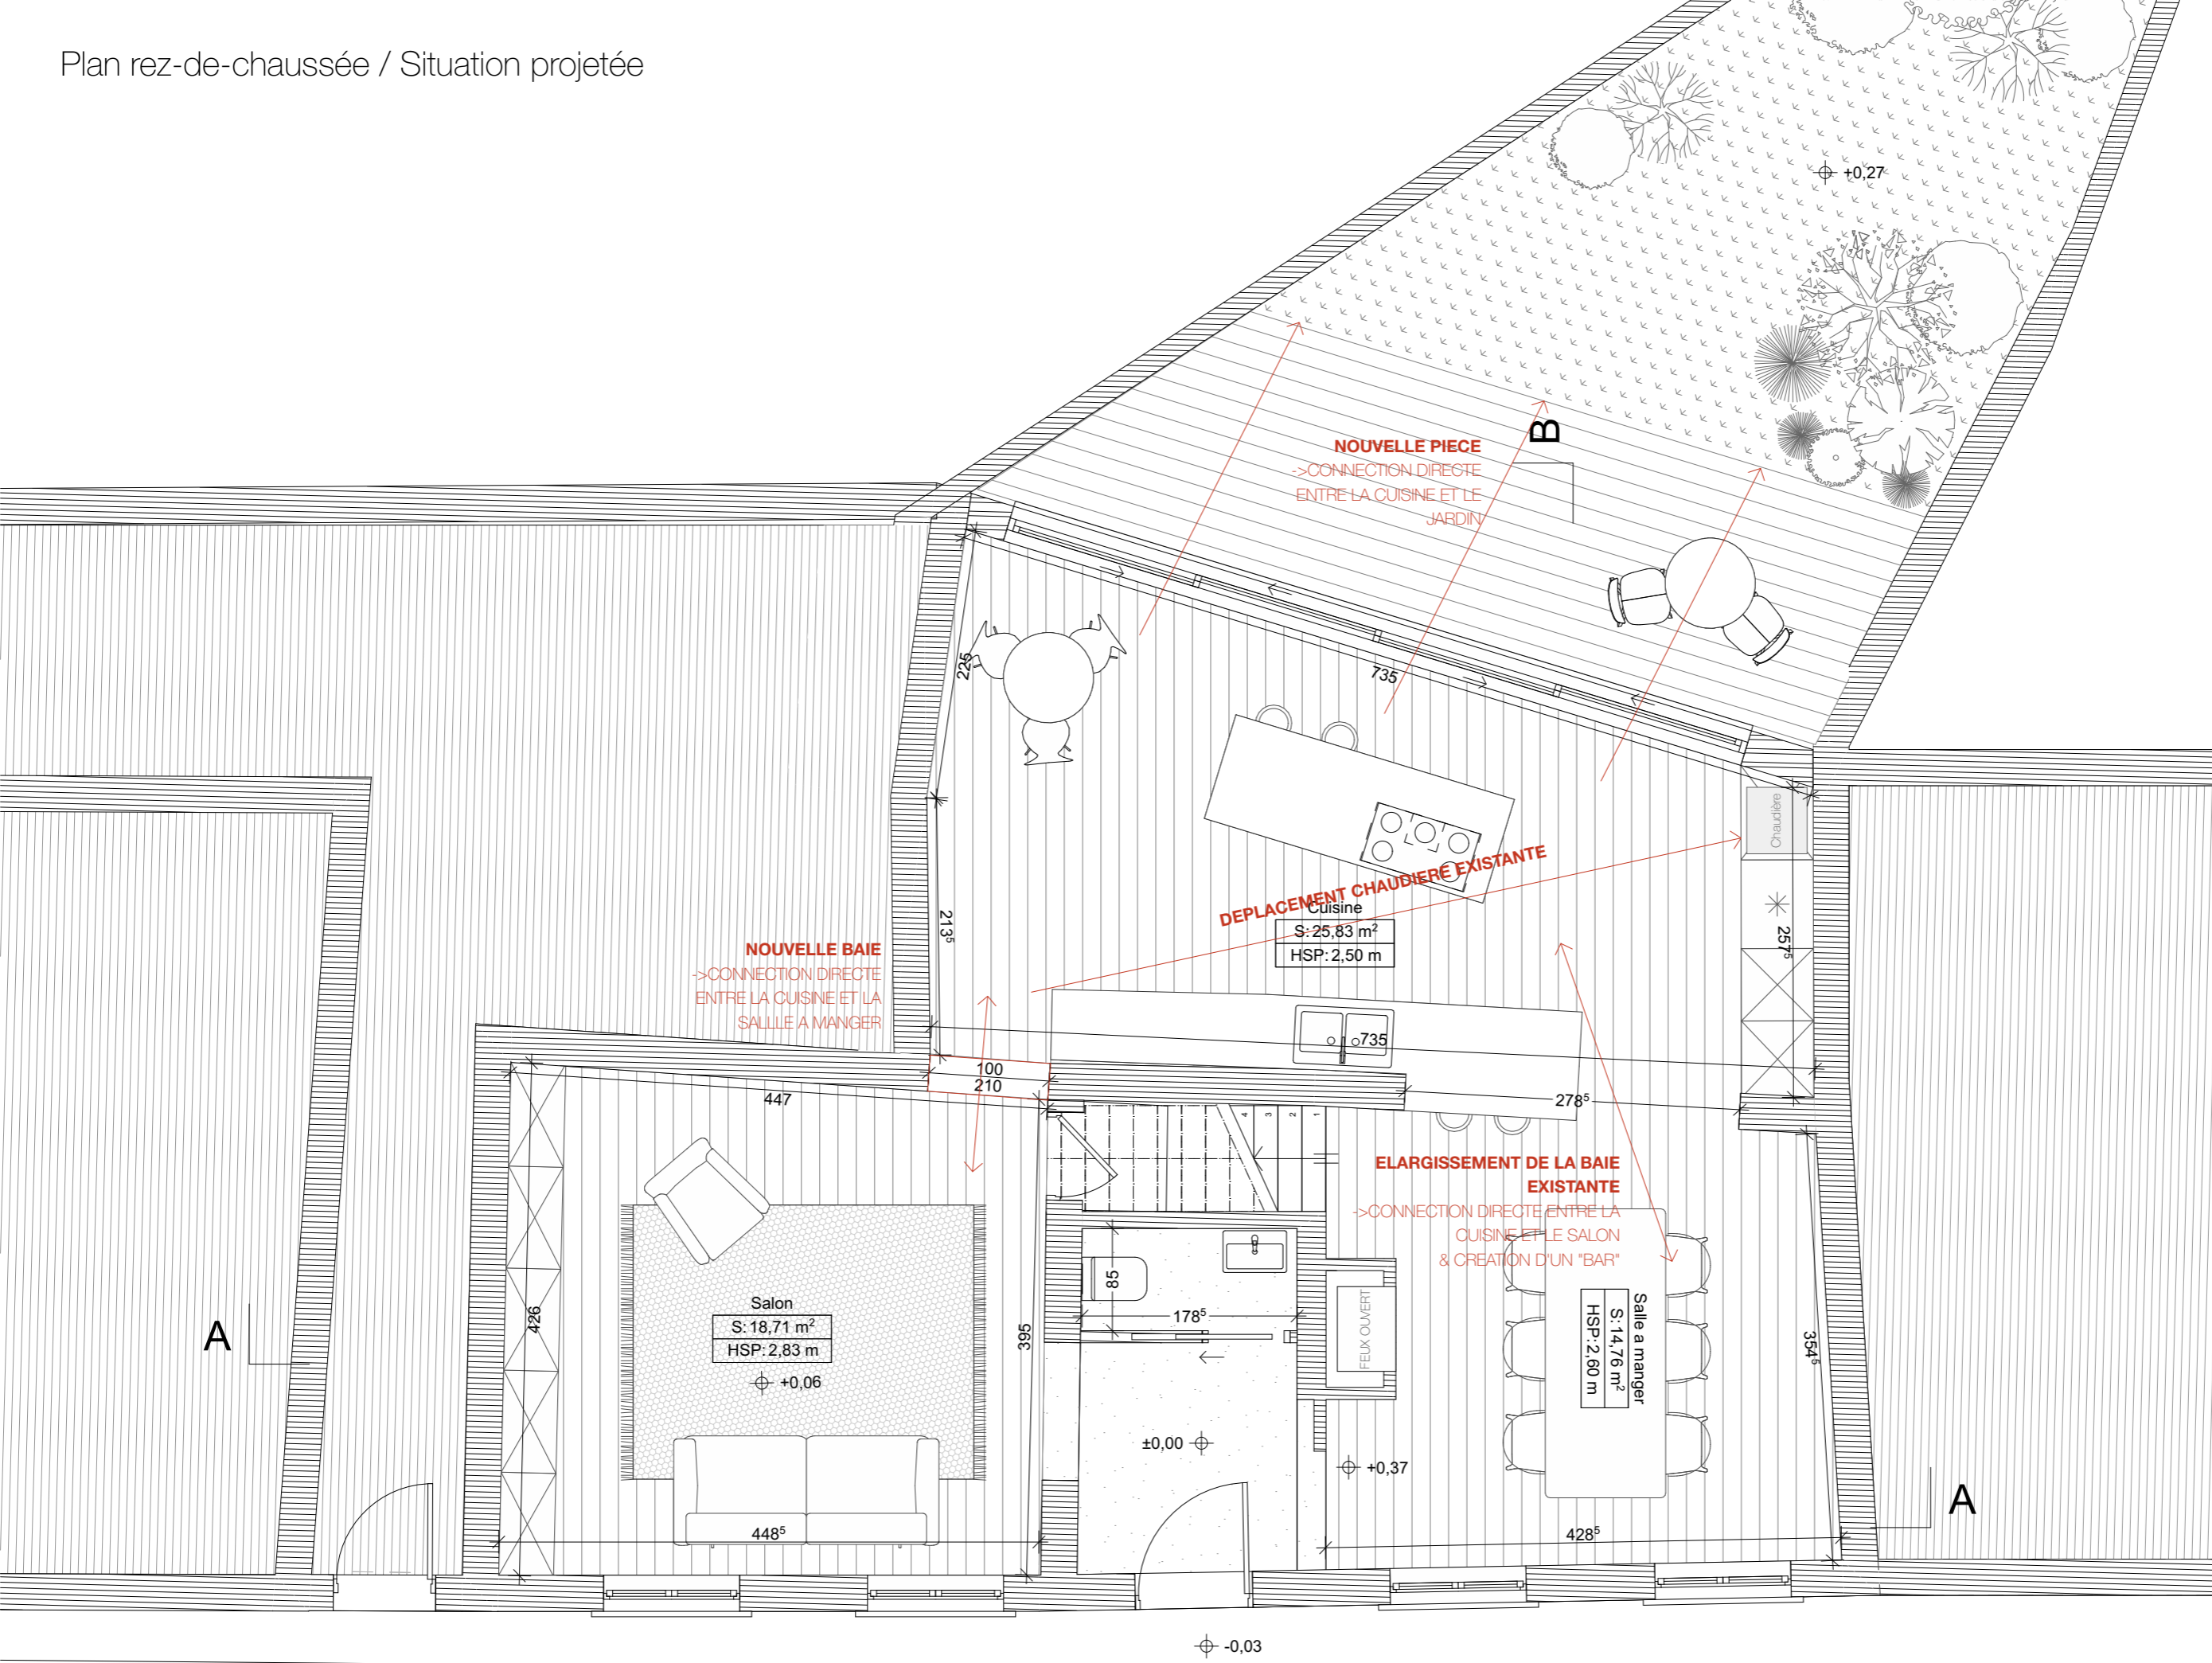 Plan rez-de-chaussée / Situation projetée
+0,27
B
NOUVELLE PIECE
->CONNECTION DIRECTE
ENTRE LA CUISINE ET LE
JARDIN
225
735
Chaudière
DEPLACEMENT CHAUDIERE EXISTANTE
Cuisine
S: 25,83 m²
HSP: 2,50 m
213⁵
257⁵
NOUVELLE BAIE
->CONNECTION DIRECTE
ENTRE LA CUISINE ET LA
SALLLE A MANGER
735
100
210
447
278⁵
4
3
2
1
ELARGISSEMENT DE LA BAIE
EXISTANTE
->CONNECTION DIRECTE ENTRE LA
CUISINE ET LE SALON
& CREATION D'UN "BAR"
A
426
Salon
S: 18,71 m²
HSP: 2,83 m
+0,06
395
85
178⁵
FEUX OUVERT
Salle a manger
S: 14,76 m²
HSP: 2,60 m
354⁵
±0,00
+0,37
A
448⁵
428⁵
-0,03